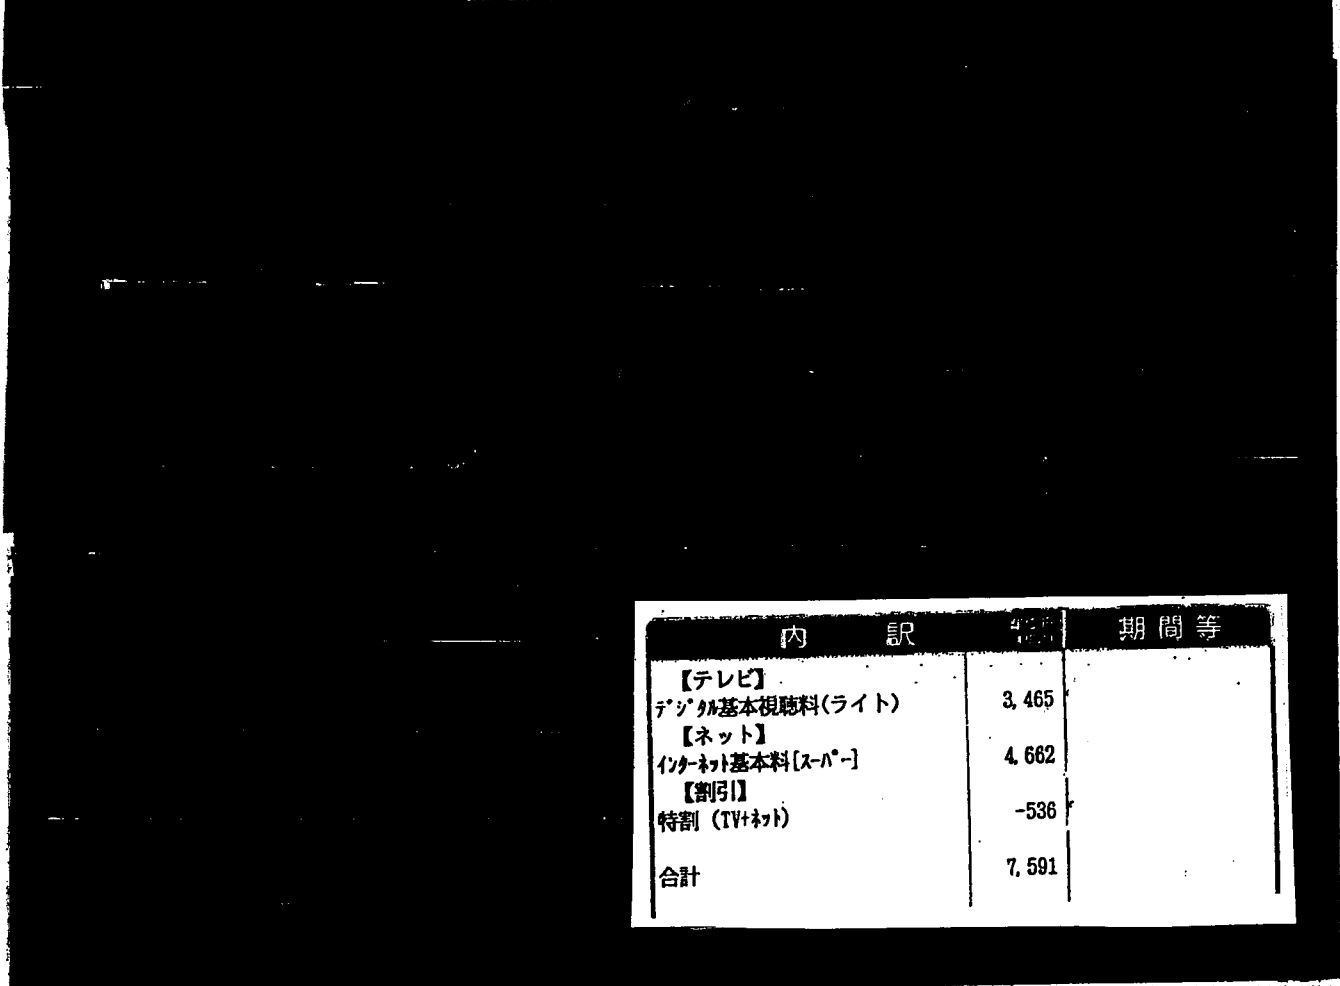 内訳 期間等
【テレビ】
ﾃﾞｼﾞﾀﾙ基本視聴料(ライト) 3,465
【ネット】
ｲﾝﾀｰﾈｯﾄ基本料[ｽｰﾊﾟｰ] 4,662
【割引】
特割 (TV+ﾈｯﾄ) -536
合計 7,591